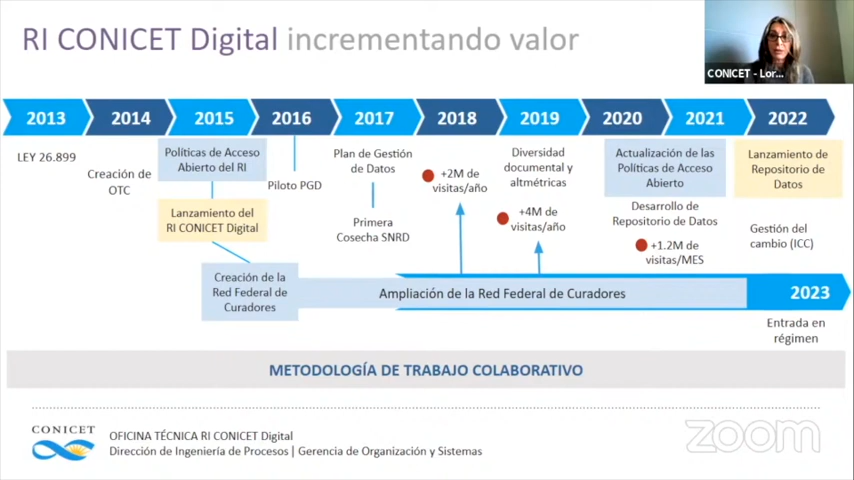 RI CONICET Digital incrementando valor
CONICET - Lor...
2013
2014
2015
2016
2017
2018
2019
2020
2021
2022
LEY 26.899
Creación de
OTC
Políticas de Acceso
Abierto del RI
Lanzamiento del
RI CONICET Digital
Creación de la
Red Federal de
Curadores
Piloto PGD
Plan de Gestión
de Datos
Primera
Cosecha SNRD
+2M de
visitas/año
Diversidad
documental y
altmétricas
+4M de
visitas/año
Actualización de las
Políticas de Acceso
Abierto
Desarrollo de
Repositorio de Datos
+1.2M de
visitas/MES
Lanzamiento de
Repositorio de
Datos
Gestión del
cambio (ICC)
Ampliación de la Red Federal de Curadores
2023
Entrada en
régimen
METODOLOGÍA DE TRABAJO COLABORATIVO
CONICET
OFICINA TÉCNICA RI CONICET Digital
Dirección de Ingeniería de Procesos | Gerencia de Organización y Sistemas
zoom